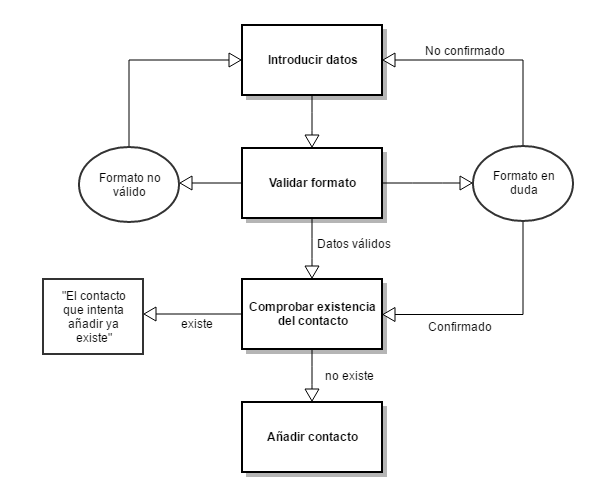 Introducir datos
No confirmado
Formato no
válido
Validar formato
Formato en
duda
Datos válidos
"El contacto
que intenta
añadir ya
existe"
existe
Comprobar existencia
del contacto
Confirmado
no existe
Añadir contacto